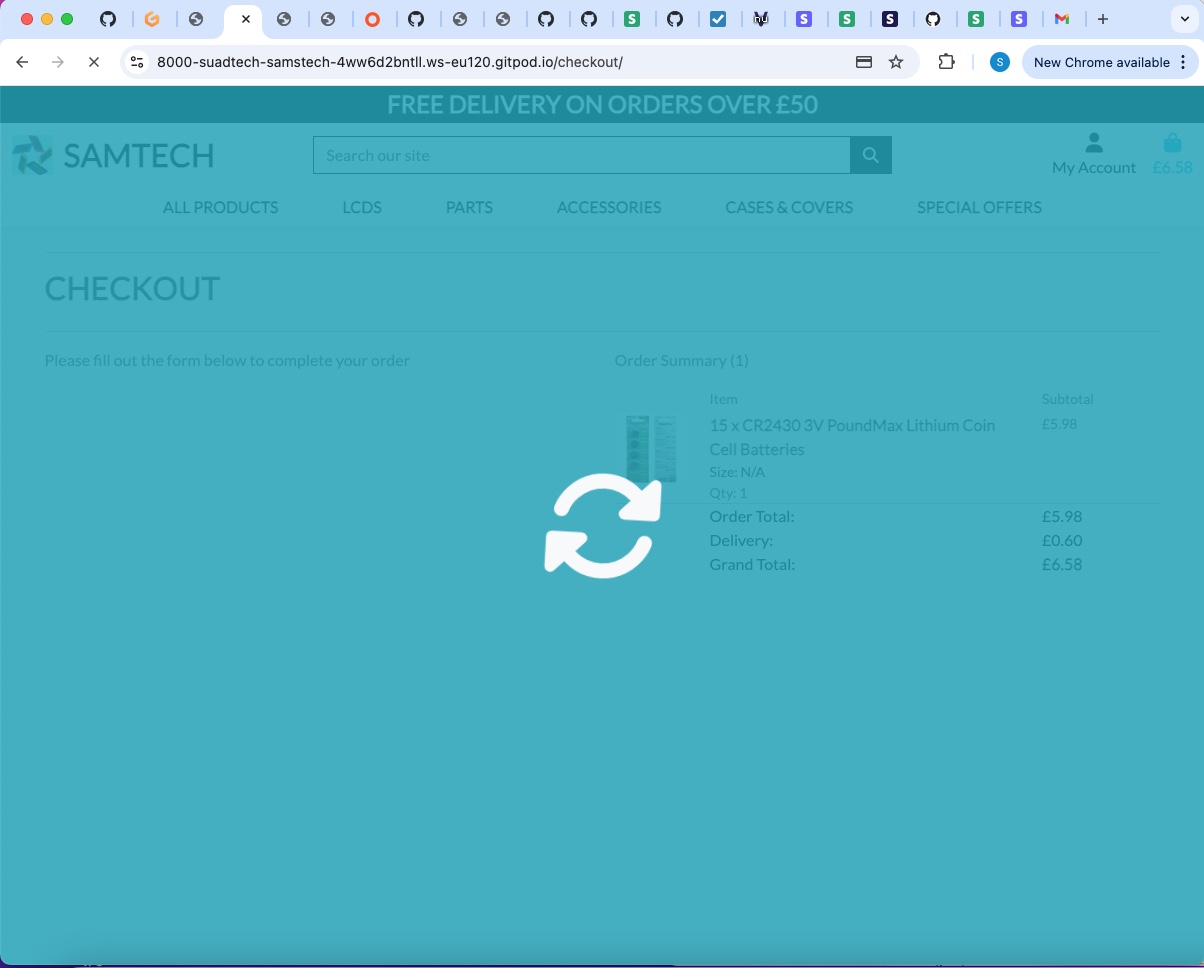 8000-suadtech-samstech-4ww6d2bntll.ws-eu120.gitpod.io/checkout/
S
New Chrome available
FREE DELIVERY ON ORDERS OVER £50
SAMTECH
Search our site
My Account
£6.58
ALL PRODUCTS
LCDS
PARTS
ACCESSORIES
CASES & COVERS
SPECIAL OFFERS
CHECKOUT
Please fill out the form below to complete your order
Order Summary (1)
Item
Subtotal
15 x CR2430 3V PoundMax Lithium Coin
Cell Batteries
£5.98
Size: N/A
Qty: 1
Order Total:
£5.98
Delivery:
£0.60
Grand Total:
£6.58